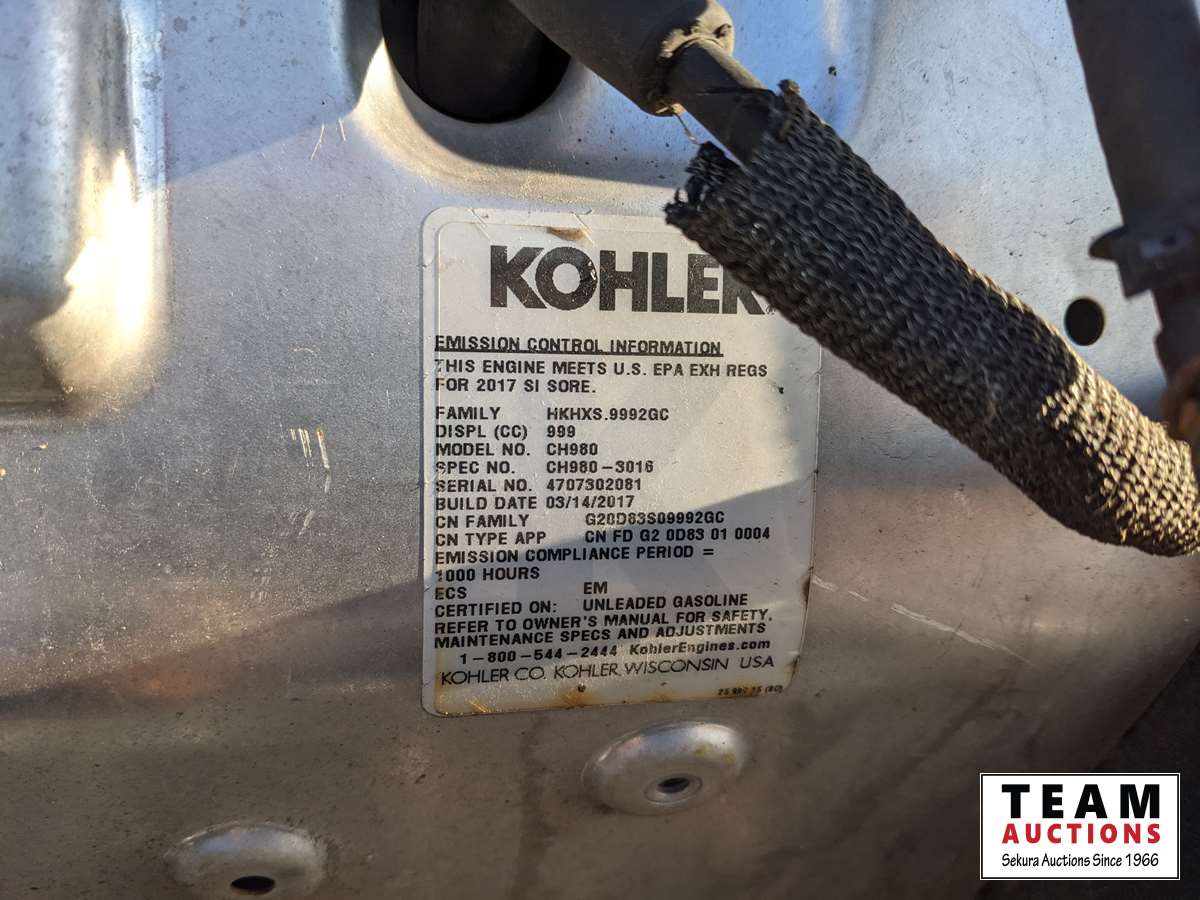 KOHLER
EMISSION CONTROL INFORMATION
THIS ENGINE MEETS U.S. EPA EXH REGS
FOR 2017 SI SORE.
FAMILY HKHXS.9992GC
DISPL (CC) 999
MODEL NO. CH980
SPEC NO. CH980-3016
SERIAL NO. 4707302081
BUILD DATE 03/14/2017
CN FAMILY G20D83S09992GC
CN TYPE APP CN FD G2 0D83 01 0004
EMISSION COMPLIANCE PERIOD =
1000 HOURS
ECS EM
CERTIFIED ON: UNLEADED GASOLINE
REFER TO OWNER'S MANUAL FOR SAFETY,
MAINTENANCE SPECS AND ADJUSTMENTS
1-800-544-2444 KohlerEngines.com
KOHLER CO. KOHLER, WISCONSIN USA
TEAM
AUCTIONS
Sekura Auctions Since 1966